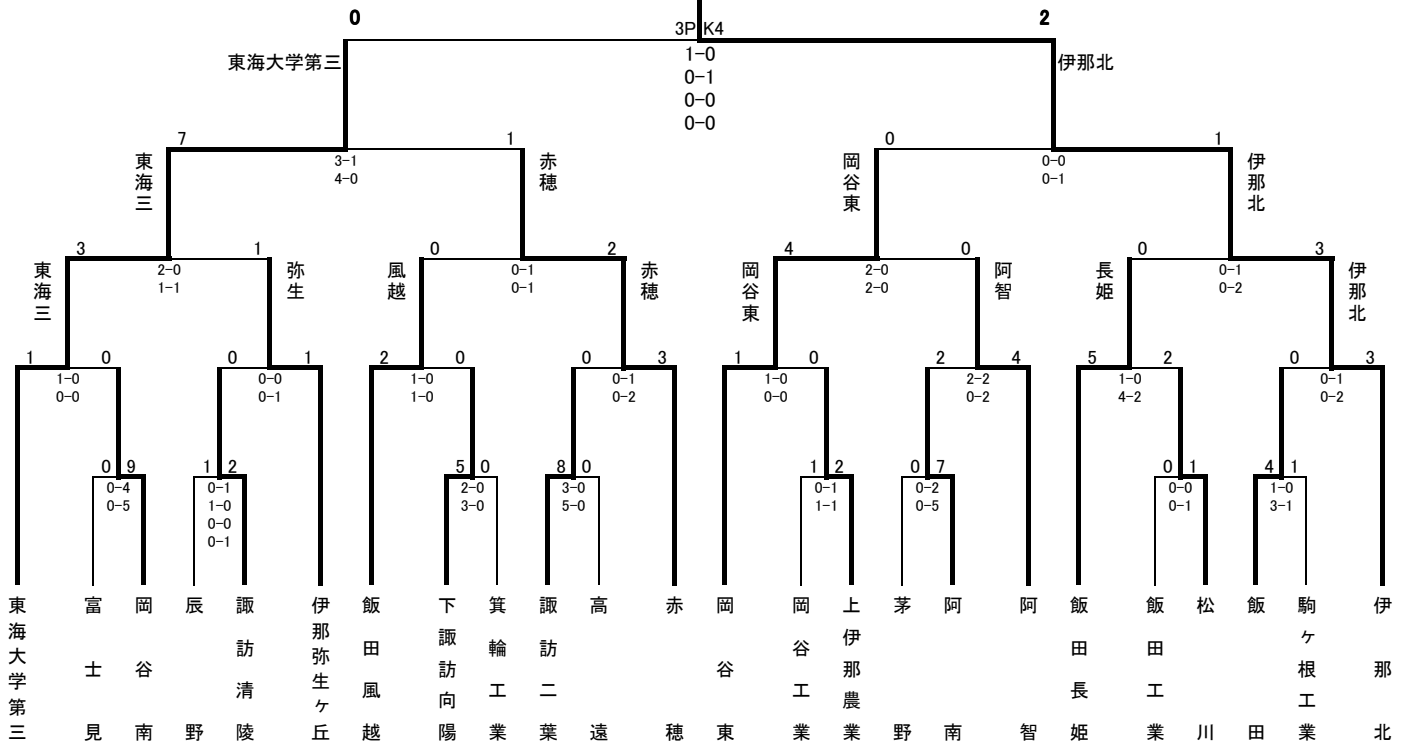 0 2
3PK4
1-0
0-1
0-0
0-0
東海大学第三 伊那北
7 1 0 1
3-1 0-0
4-0 0-1
東海三 赤穂 岡谷東 伊那北
3 1 0 2 4 0 0 3
2-0 0-1 2-0 0-1
1-1 0-1 2-0 0-2
東海三 弥生 風越 赤穂 岡谷東 阿智 長姫 伊那北
1 0 0 1 2 0 0 3 1 0 2 4 5 2 0 3
1-0 0-0 1-0 0-1 1-0 2-2 1-0 0-1
0-0 0-1 1-0 0-2 0-0 0-2 4-2 0-2
0 9 1 2 5 0 8 0 1 2 0 7 0 1 4 1
0-4 0-1 2-0 3-0 0-1 0-2 0-0 1-0
0-5 1-0 3-0 5-0 1-1 0-5 0-1 3-1
0-0
0-1
東海大学第三
富士見
岡谷南
辰野
諏訪清陵
伊那弥生ヶ丘
飯田風越
下諏訪向陽
箕輪工業
諏訪二葉
高遠
赤穂
岡谷東
岡谷工業
上伊那農業
茅野
阿南
阿智
飯田長姫
飯田工業
松川
飯田
駒ヶ根工業
伊那北